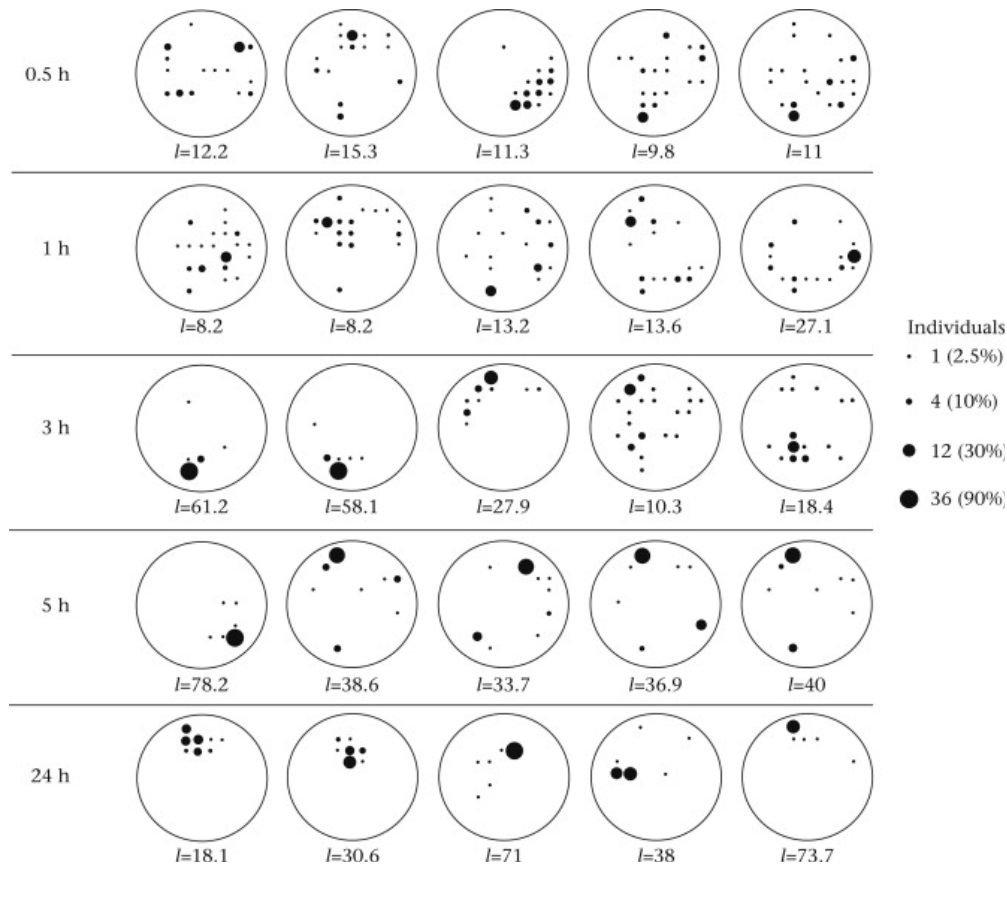 0.5 h
l=12.2 l=15.3 l=11.3 l=9.8 l=11
1 h
l=8.2 l=8.2 l=13.2 l=13.6 l=27.1
3 h
l=61.2 l=58.1 l=27.9 l=10.3 l=18.4
5 h
l=78.2 l=38.6 l=33.7 l=36.9 l=40
24 h
l=18.1 l=30.6 l=71 l=38 l=73.7
Individuals
1 (2.5%)
4 (10%)
12 (30%)
36 (90%)